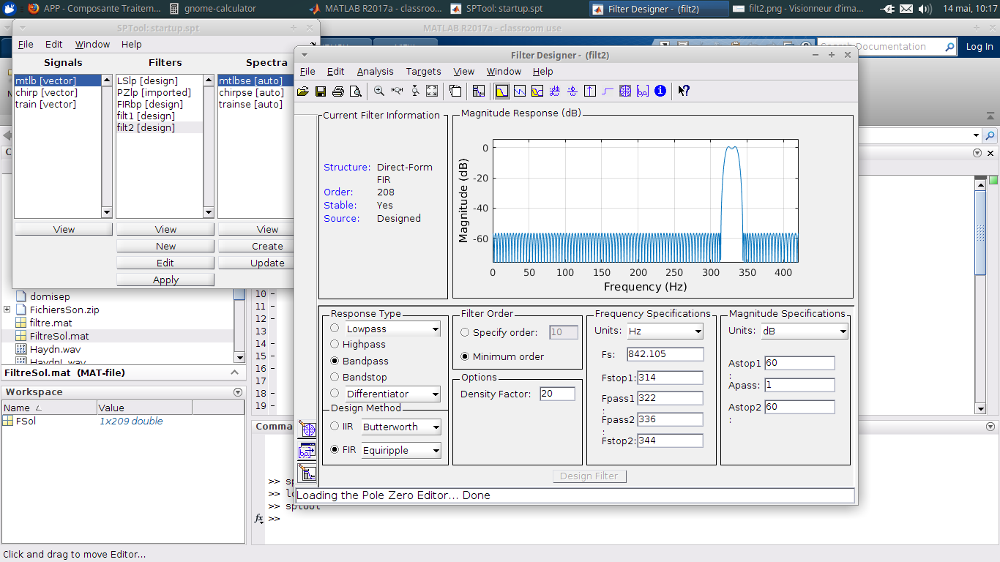 APP - Composante Traitem...
gnome-calculator
MATLAB R2017a - classroo...
SPTool: startup.spt
Filter Designer - (filt2)
filt2.png - Visionneur d'ima...
14 mai, 10:17
SPTool: startup.spt
MATLAB R2017a - classroom use
File Edit Window Help
Search Documentation
Log In
Signals
Filters
Spectra
mtlb [vector]
chirp [vector]
train [vector]
LSlp [design]
PZlp [imported]
FIRbp [design]
filt1 [design]
filt2 [design]
mtlbse [auto]
chirpse [auto]
trainse [auto]
View
View
View
New
Create
Edit
Update
Apply
Filter Designer - (filt2)
File Edit Analysis Targets View Window Help
Current Filter Information
Structure: Direct-Form
FIR
Order: 208
Stable: Yes
Source: Designed
Magnitude Response (dB)
Magnitude (dB)
0
-20
-40
-60
0 50 100 150 200 250 300 350 400
Frequency (Hz)
Response Type
Lowpass
Highpass
Bandpass
Bandstop
Differentiator
Design Method
IIR Butterworth
FIR Equiripple
Filter Order
Specify order: 10
Minimum order
Options
Density Factor: 20
Frequency Specifications
Units: Hz
Fs: 842.105
Fstop1: 314
Fpass1 322
:
Fpass2 336
:
Fstop2: 344
Magnitude Specifications
Units: dB
Astop1 60
:
Apass: 1
Astop2 60
:
Design Filter
Loading the Pole Zero Editor... Done
domisep
FichiersSon.zip
filtre.mat
FiltreSol.mat
Haydn.wav
FiltreSol.mat (MAT-file)
Workspace
Name Value
FSol 1x209 double
10
11
12
13
14
15
16
17
18
19
Comma
>> sp
>> lo
>> sptool
fx >>
Click and drag to move Editor...